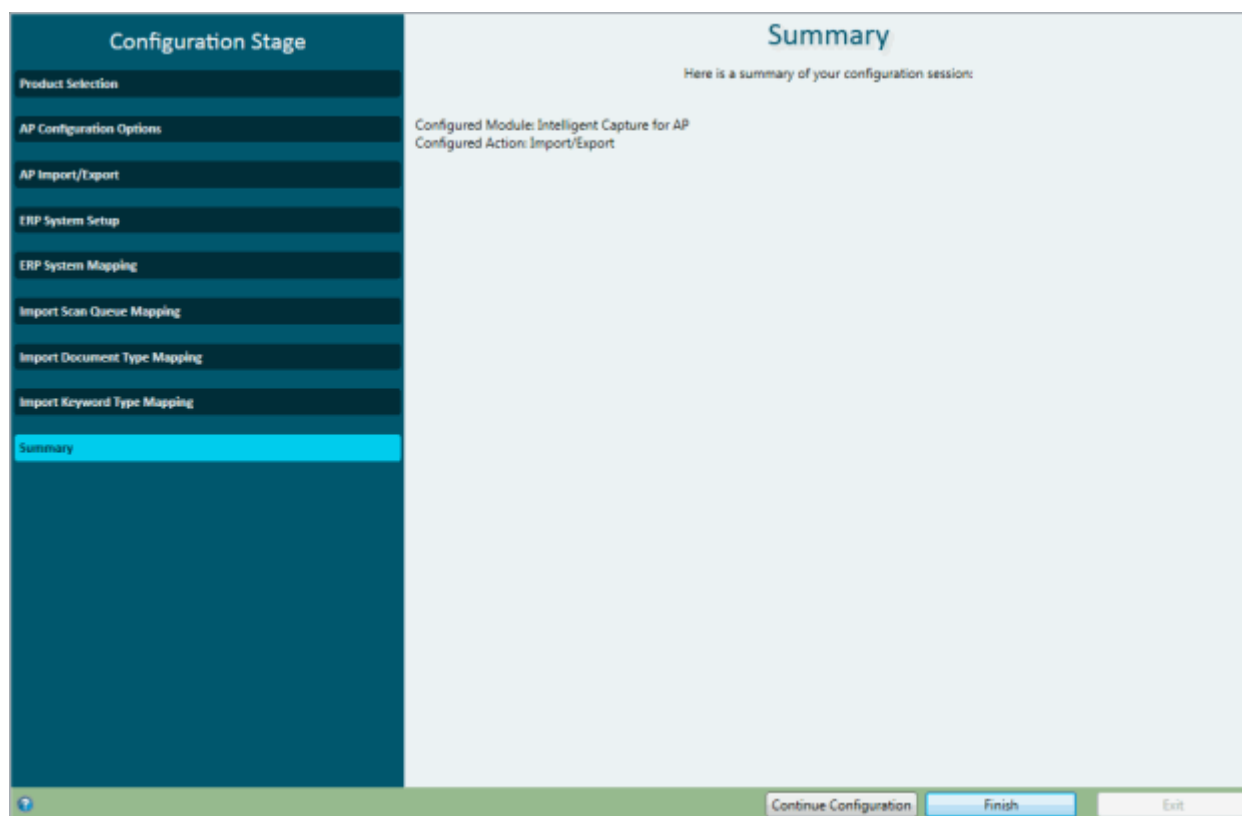 Configuration Stage
Product Selection
AP Configuration Options
AP Import/Export
ERP System Setup
ERP System Mapping
Import Scan Queue Mapping
Import Document Type Mapping
Import Keyword Type Mapping
Summary
Summary
Here is a summary of your configuration session:
Configured Module: Intelligent Capture for AP
Configured Action: Import/Export
Continue Configuration
Finish
Exit